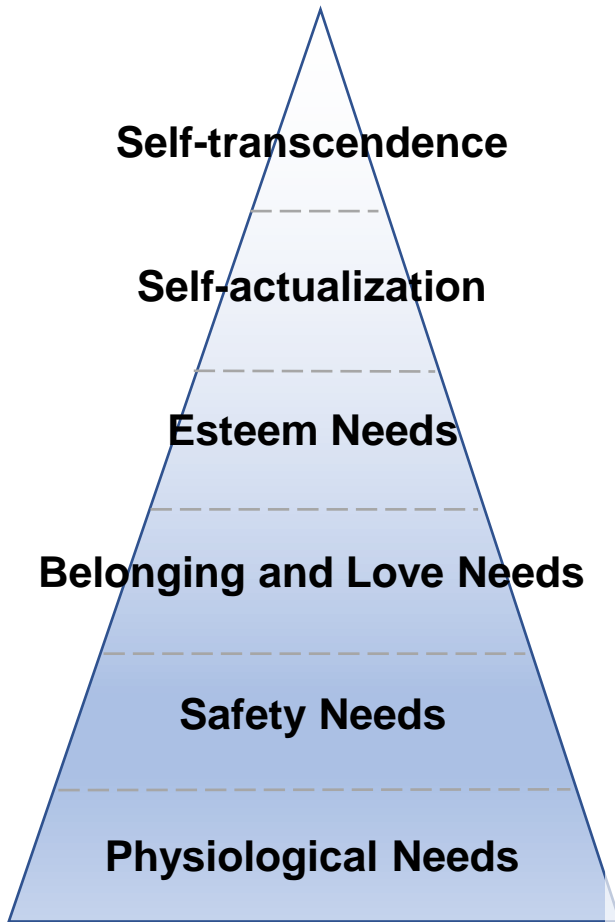 Self-transcendence
Self-actualization
Esteem Needs
Belonging and Love Needs
Safety Needs
Physiological Needs